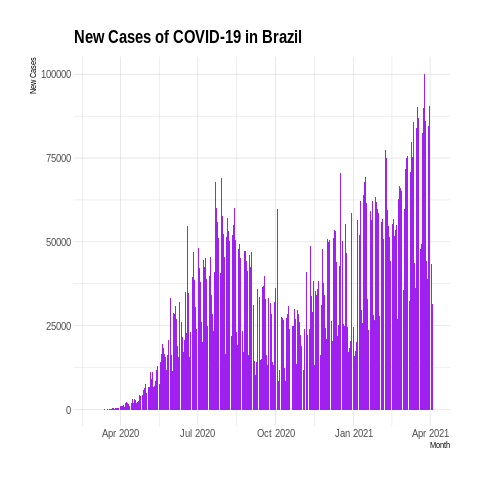 New Cases of COVID-19 in Brazil
New Cases
100000
75000
50000
25000
0
Apr 2020 Jul 2020 Oct 2020 Jan 2021 Apr 2021
Month